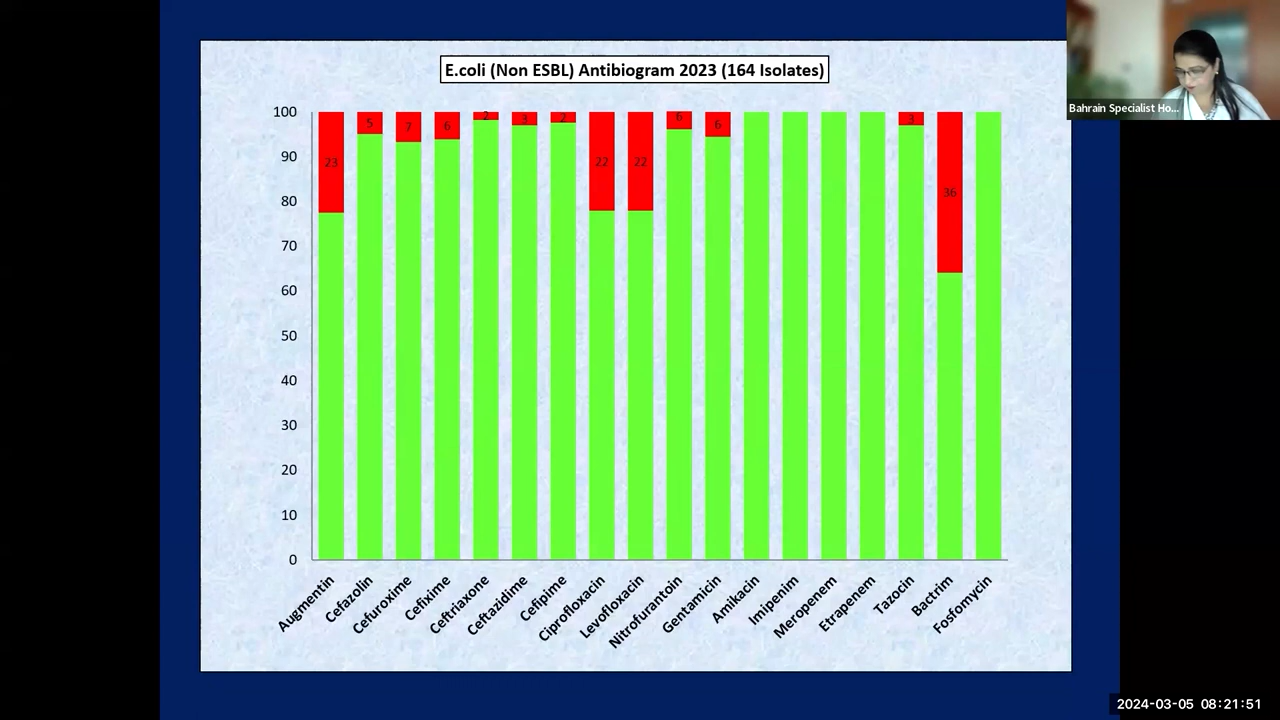 E.coli (Non ESBL) Antibiogram 2023 (164 Isolates)
Bahrain Specialist Ho...
100
90
80
70
60
50
40
30
20
10
0
23
5
7
6
2
3
2
22
22
6
6
3
36
Augmentin
Cefazolin
Cefuroxime
Cefixime
Ceftriaxone
Ceftazidime
Cefipime
Ciprofloxacin
Levofloxacin
Nitrofurantoin
Gentamicin
Amikacin
Imipenim
Meropenem
Etrapenem
Tazocin
Bactrim
Fosfomycin
2024-03-05 08:21:51